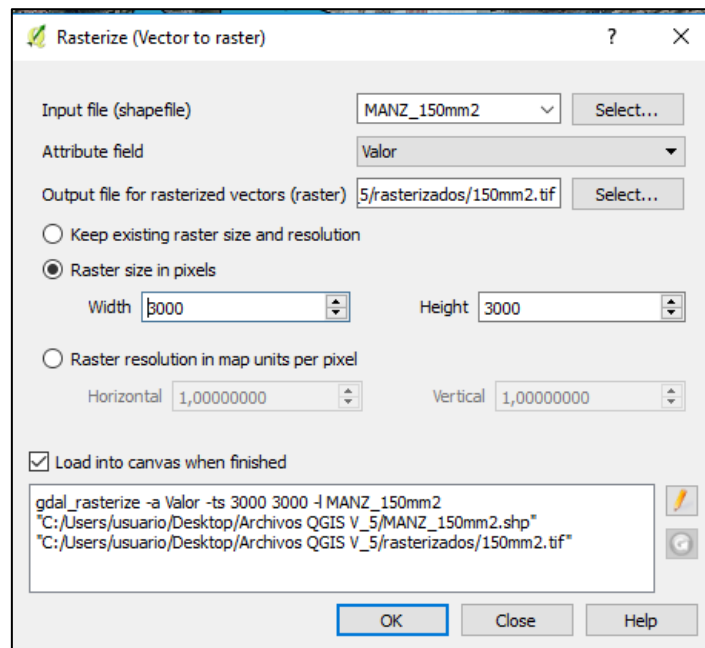 Rasterize (Vector to raster) ?
Input file (shapefile) MANZ_150mm2 Select...
Attribute field Valor
Output file for rasterized vectors (raster) 5/rasterizados/150mm2.tif Select...
Keep existing raster size and resolution
Raster size in pixels
Width 3000 Height 3000
Raster resolution in map units per pixel
Horizontal 1,00000000 Vertical 1,00000000
Load into canvas when finished
gdal_rasterize -a Valor -ts 3000 3000 -l MANZ_150mm2
"C:/Users/usuario/Desktop/Archivos QGIS V_5/MANZ_150mm2.shp"
"C:/Users/usuario/Desktop/Archivos QGIS V_5/rasterizados/150mm2.tif"
OK Close Help